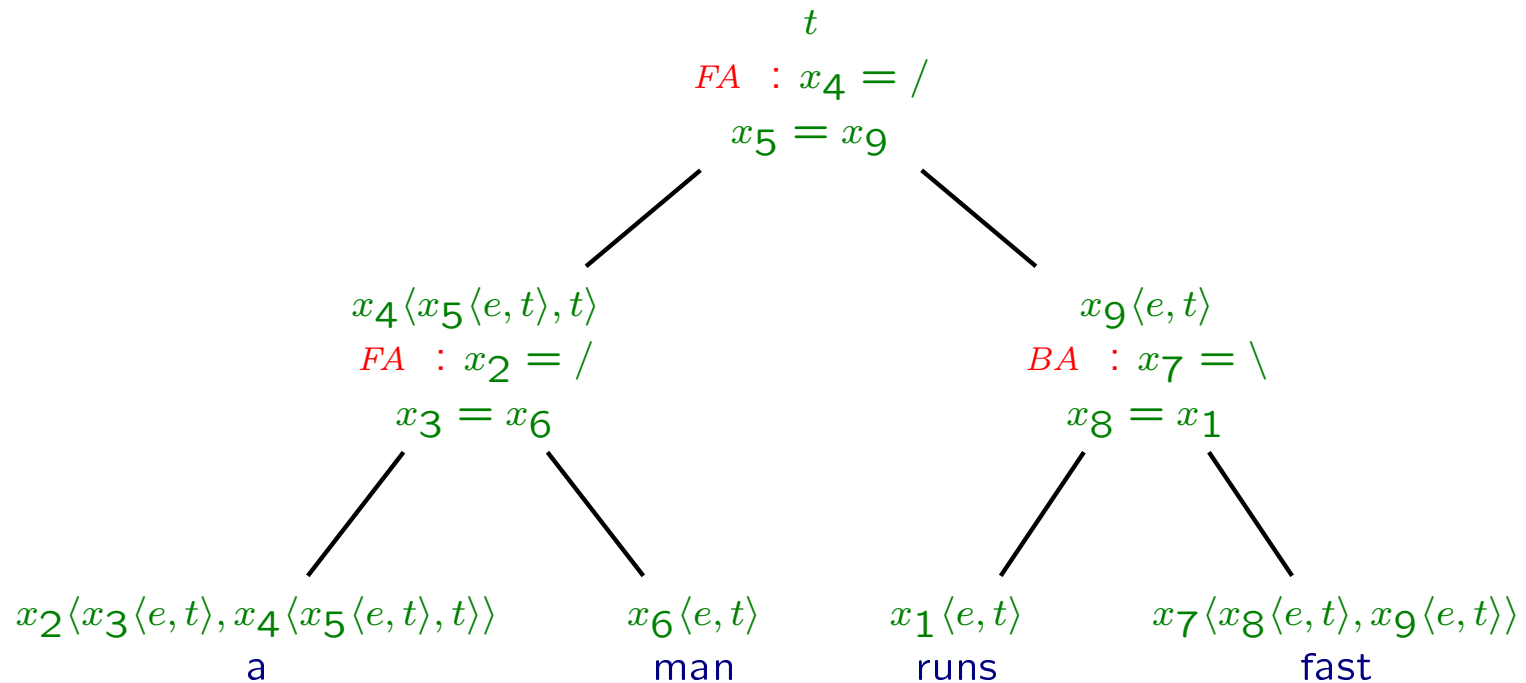 t
FA : x₄ = /
x₅ = x₉
x₄⟨x₅⟨e, t⟩, t⟩ x₉⟨e, t⟩
FA : x₂ = / BA : x₇ = \
x₃ = x₆ x₈ = x₁
x₂⟨x₃⟨e, t⟩, x₄⟨x₅⟨e, t⟩, t⟩⟩ x₆⟨e, t⟩ x₁⟨e, t⟩ x₇⟨x₈⟨e, t⟩, x₉⟨e, t⟩⟩
a man runs fast